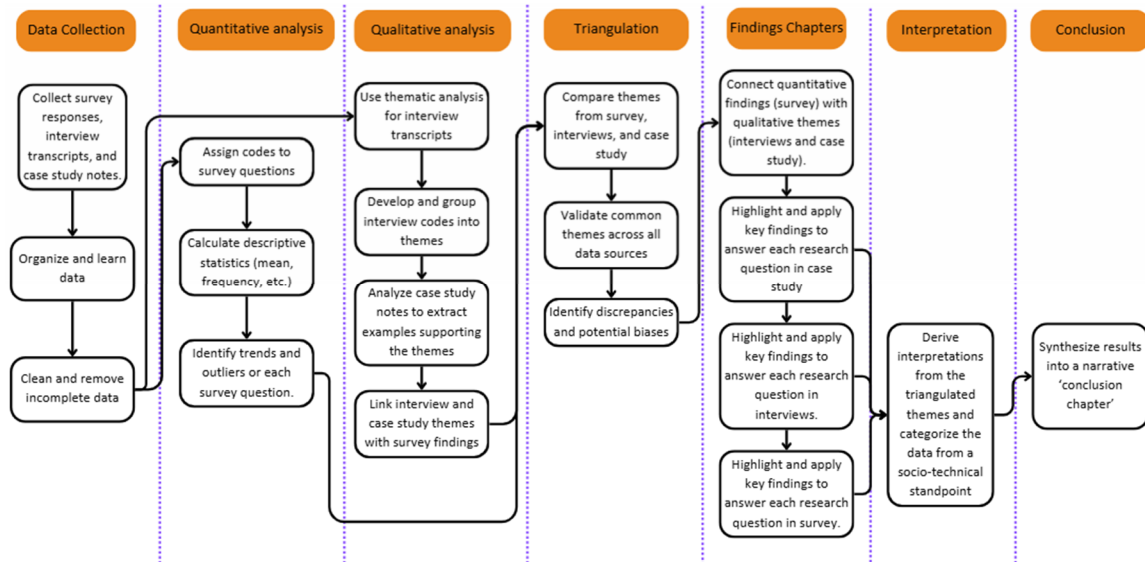 Data Collection
Quantitative analysis
Qualitative analysis
Triangulation
Findings Chapters
Interpretation
Conclusion
Collect survey
responses,
interview
transcripts, and
case study notes.
Organize and learn
data
Clean and remove
incomplete data
Assign codes to
survey questions
Calculate descriptive
statistics (mean,
frequency, etc.)
Identify trends and
outliers or each
survey question.
Use thematic analysis
for interview
transcripts
Develop and group
interview codes into
themes
Analyze case study
notes to extract
examples supporting
the themes
Link interview and
case study themes
with survey findings
Compare themes
from survey,
interviews, and case
study
Validate common
themes across all
data sources
Identify discrepancies
and potential biases
Connect quantitative
findings (survey) with
qualitative themes
(interviews and case
study).
Highlight and apply
key findings to
answer each research
question in case
study
Highlight and apply
key findings to
answer each research
question in
interviews.
Highlight and apply
key findings to
answer each research
question in survey.
Derive
interpretations
from the
triangulated
themes and
categorize the
data from a
socio-technical
standpoint
Synthesize results
into a narrative
‘conclusion
chapter’